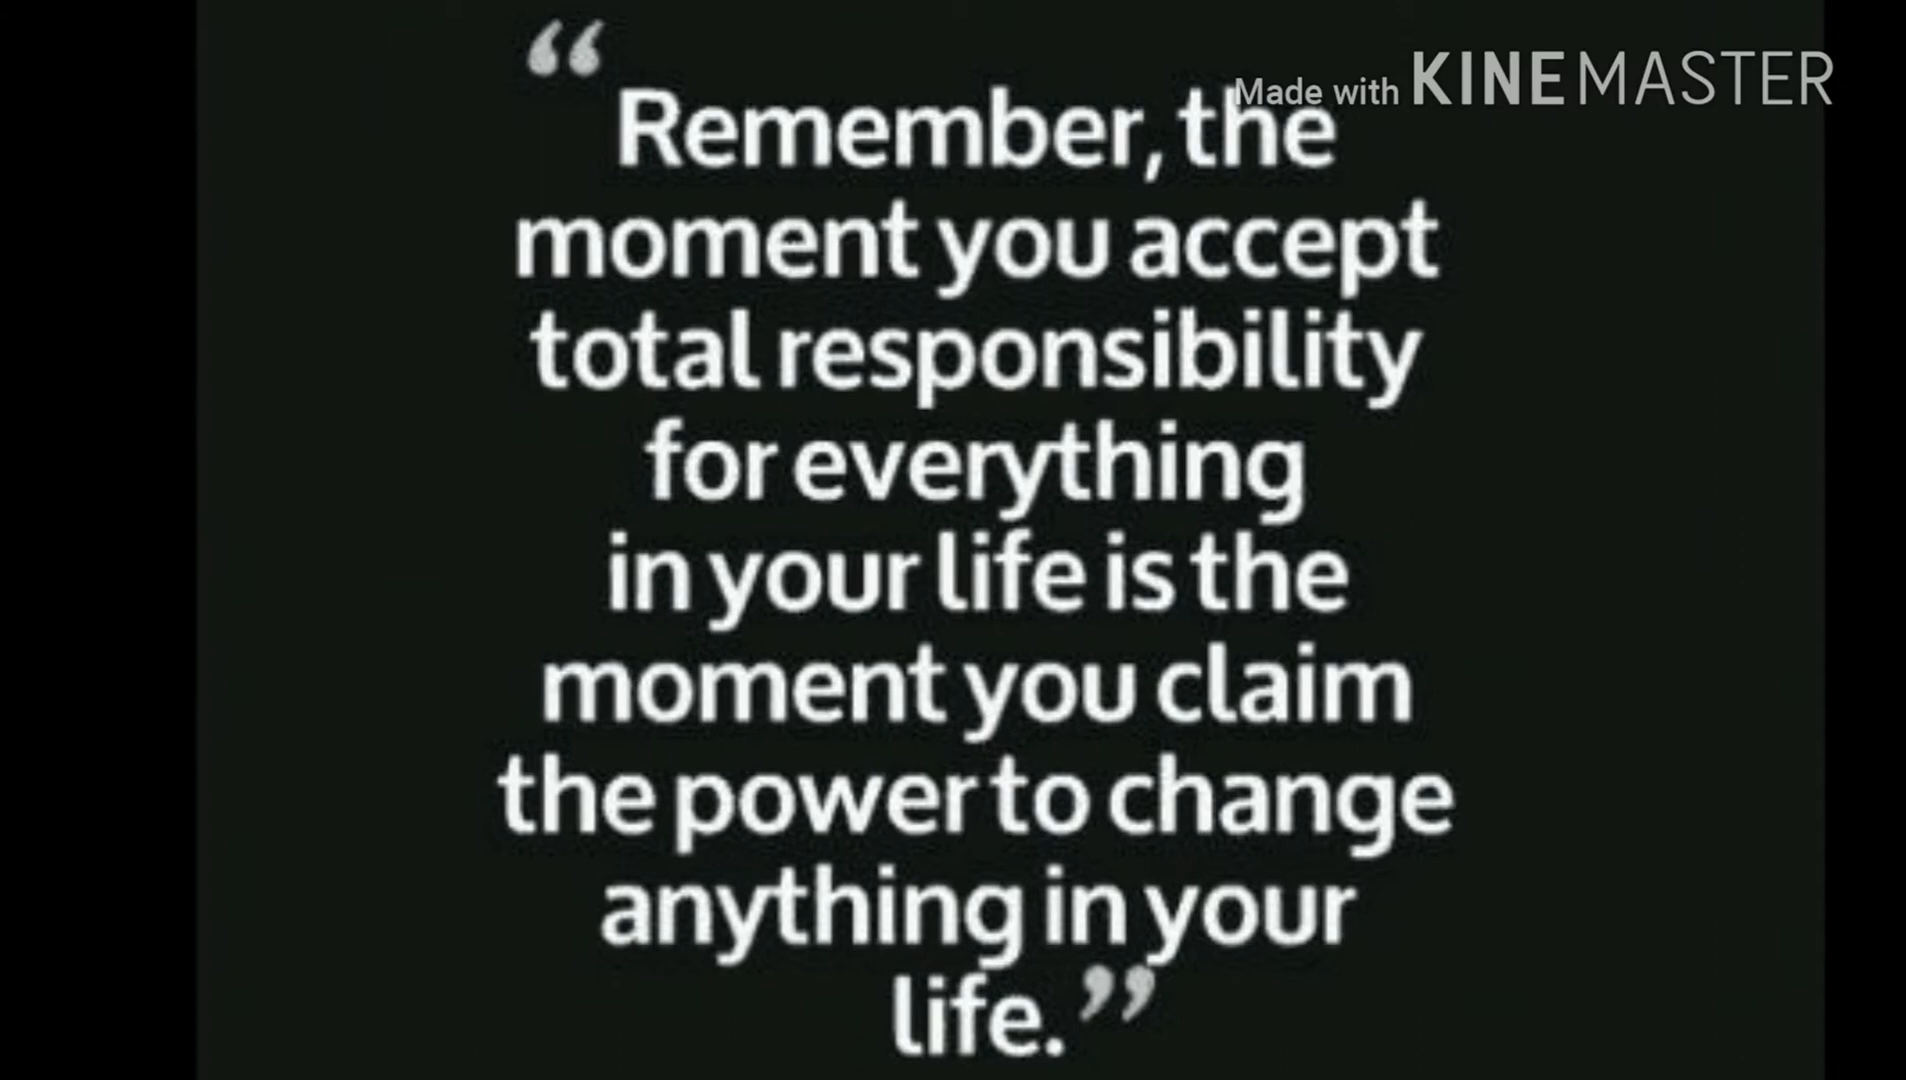 “
Made with KINEMASTER
Remember, the
moment you accept
total responsibility
for everything
in your life is the
moment you claim
the power to change
anything in your
life.”